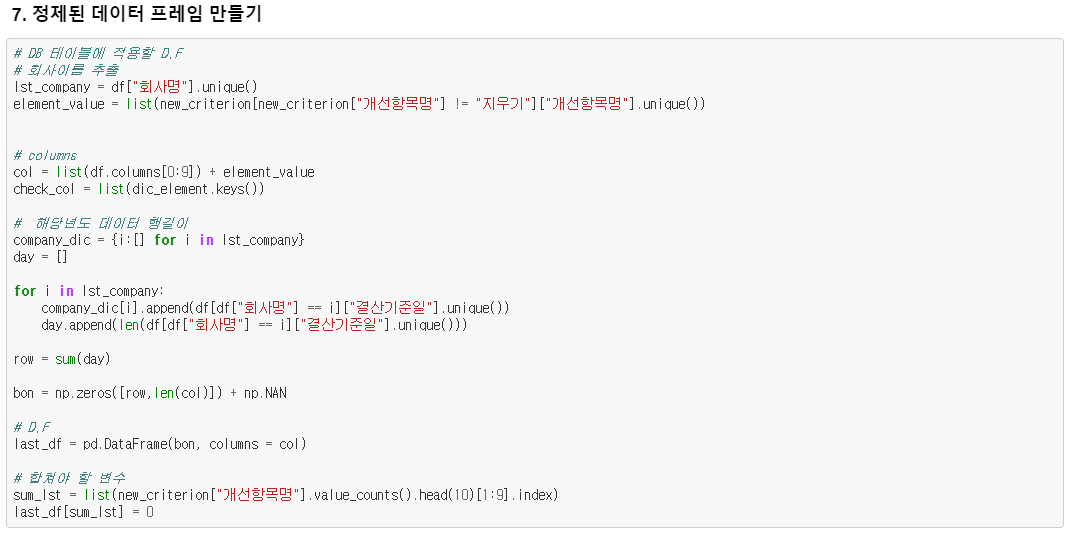 7. 정제된 데이터 프레임 만들기
# DB 테이블에 적용할 D.F
# 회사이름 추출
lst_company = df["회사명"].unique()
element_value = list(new_criterion[new_criterion["개선항목명"] != "지우기"]["개선항목명"].unique())
# columns
col = list(df.columns[0:9]) + element_value
check_col = list(dic_element.keys())
#  해당년도 데이터 행길이
company_dic = {i:[] for i in lst_company}
day = []
for i in lst_company:
    company_dic[i].append(df[df["회사명"] == i]["결산기준일"].unique())
    day.append(len(df[df["회사명"] == i]["결산기준일"].unique()))
row = sum(day)
bon = np.zeros([row,len(col)]) + np.NAN
# D.F
last_df = pd.DataFrame(bon, columns = col)
# 합쳐야 할 변수
sum_lst = list(new_criterion["개선항목명"].value_counts().head(10)[1:9].index)
last_df[sum_lst] = 0